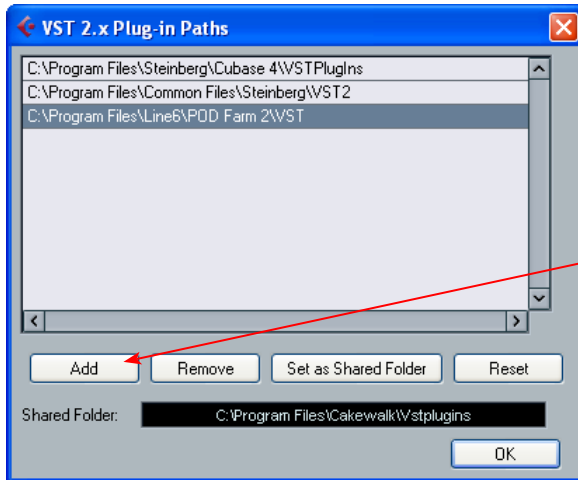 VST 2.x Plug-in Paths
C:\Program Files\Steinberg\Cubase 4\VSTPlugIns
C:\Program Files\Common Files\Steinberg\VST2
C:\Program Files\Line6\POD Farm 2\VST
Add Remove Set as Shared Folder Reset
Shared Folder: C:\Program Files\Cakewalk\Vstplugins
OK